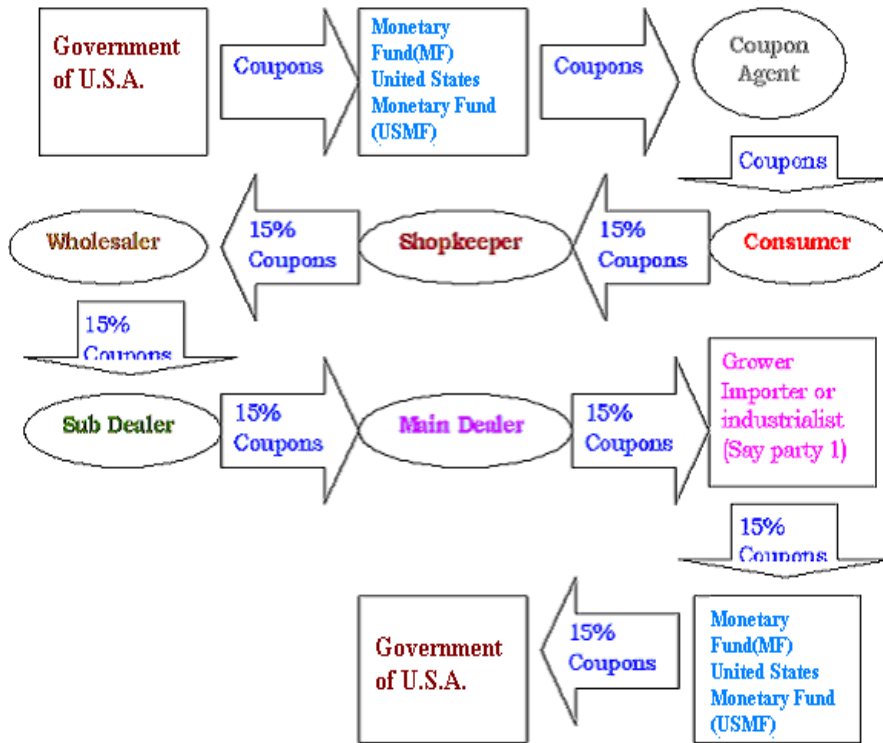 Government
of U.S.A.
Coupons
Monetary
Fund(MF)
United States
Monetary Fund
(USMF)
Coupons
Coupon
Agent
Coupons
Wholesaler
15%
Coupons
Shopkeeper
15%
Coupons
Consumer
15%
Coupons
Sub Dealer
15%
Coupons
Main Dealer
15%
Coupons
Grower
Importer or
industrialist
(Say party 1)
15%
Coupons
Government
of U.S.A.
15%
Coupons
Monetary
Fund(MF)
United States
Monetary Fund
(USMF)